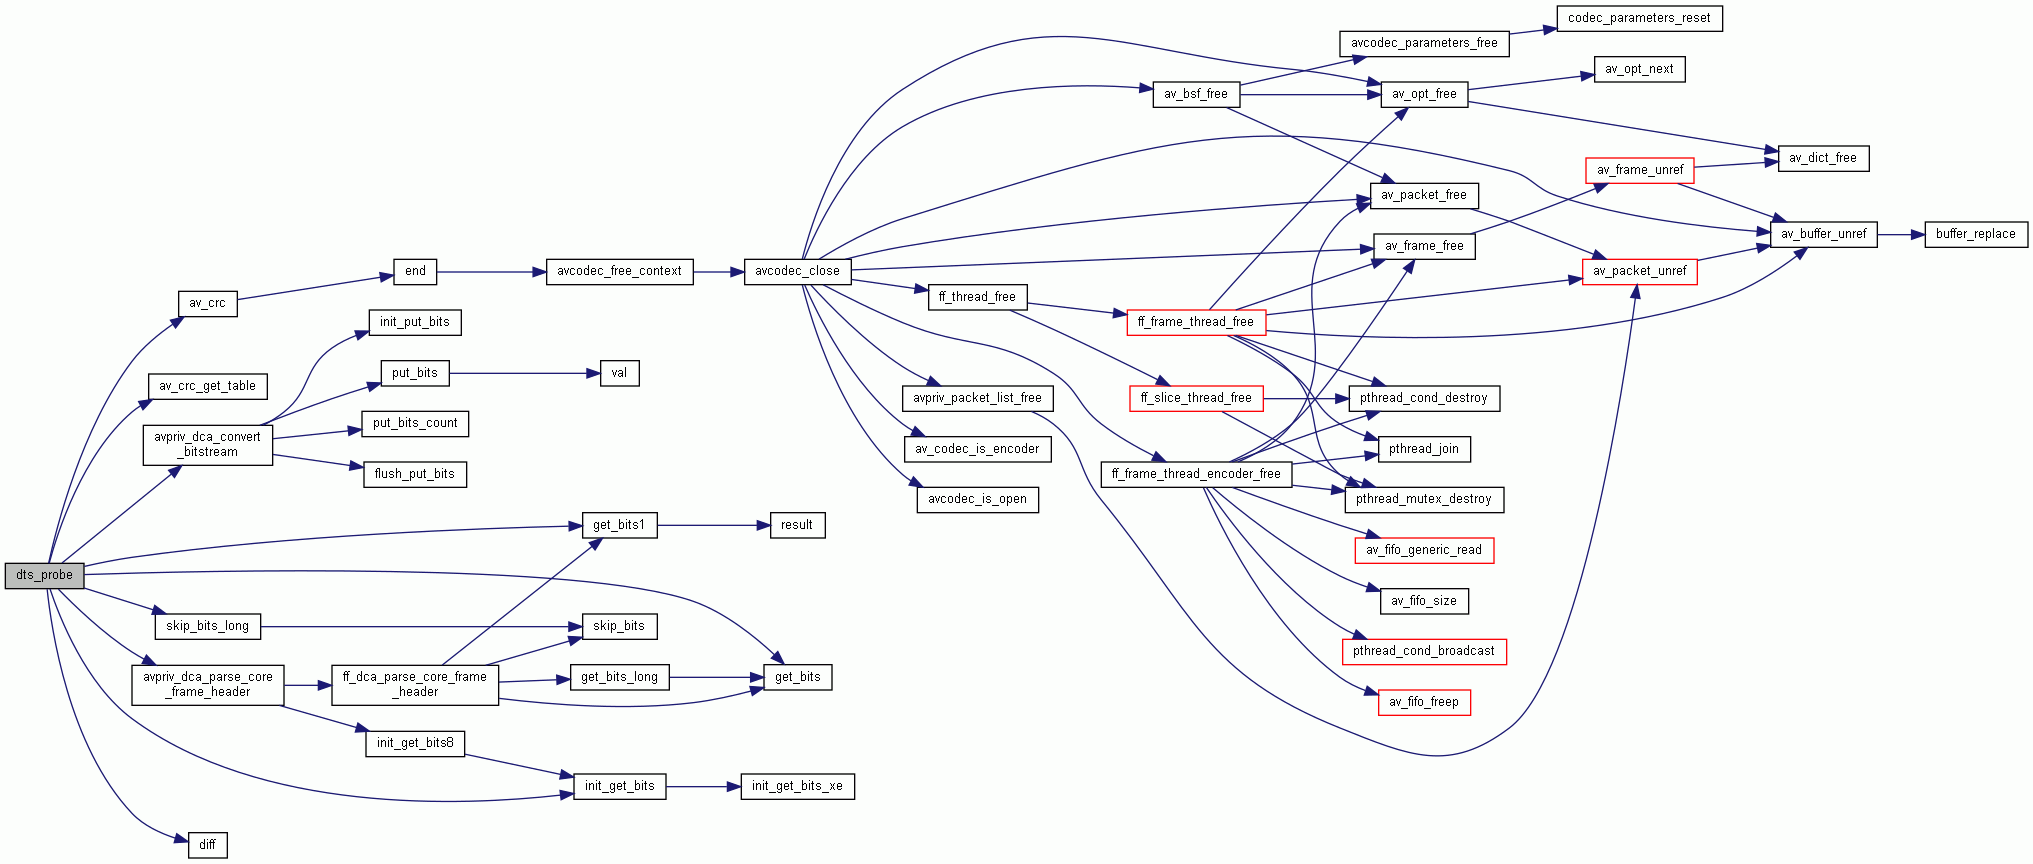 codec_parameters_reset
avcodec_parameters_free
av_opt_next
av_bsf_free
av_opt_free
av_dict_free
av_frame_unref
av_packet_free
av_buffer_unref
buffer_replace
av_frame_free
end
avcodec_free_context
avcodec_close
av_packet_unref
ff_thread_free
av_crc
init_put_bits
ff_frame_thread_free
put_bits
val
av_crc_get_table
avpriv_packet_list_free
ff_slice_thread_free
pthread_cond_destroy
put_bits_count
avpriv_dca_convert
_bitstream
av_codec_is_encoder
pthread_join
flush_put_bits
ff_frame_thread_encoder_free
avcodec_is_open
pthread_mutex_destroy
get_bits1
result
av_fifo_generic_read
dts_probe
av_fifo_size
skip_bits_long
skip_bits
pthread_cond_broadcast
avpriv_dca_parse_core
_frame_header
ff_dca_parse_core_frame
_header
get_bits_long
get_bits
av_fifo_freep
init_get_bits8
init_get_bits
init_get_bits_xe
diff